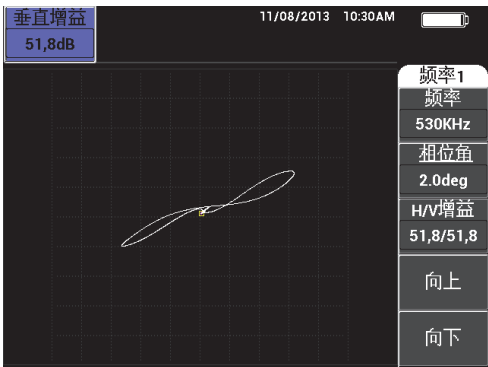 垂直增益
51,8dB
11/08/2013 10:30AM
频率1
频率
530KHz
相位角
2.0deg
H/V增益
51,8/51,8
向上
向下